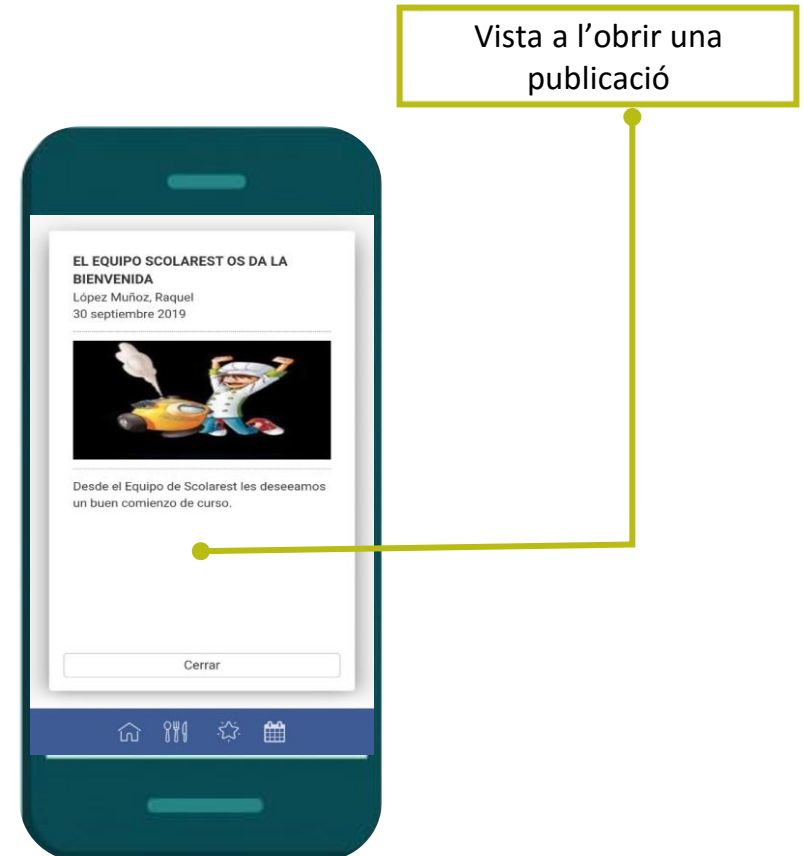 Vista a l’obrir una
publicació
EL EQUIPO SCOLAREST OS DA LA
BIENVENIDA
López Muñoz, Raquel
30 septiembre 2019
Desde el Equipo de Scolarest les deseeamos
un buen comienzo de curso.
Cerrar